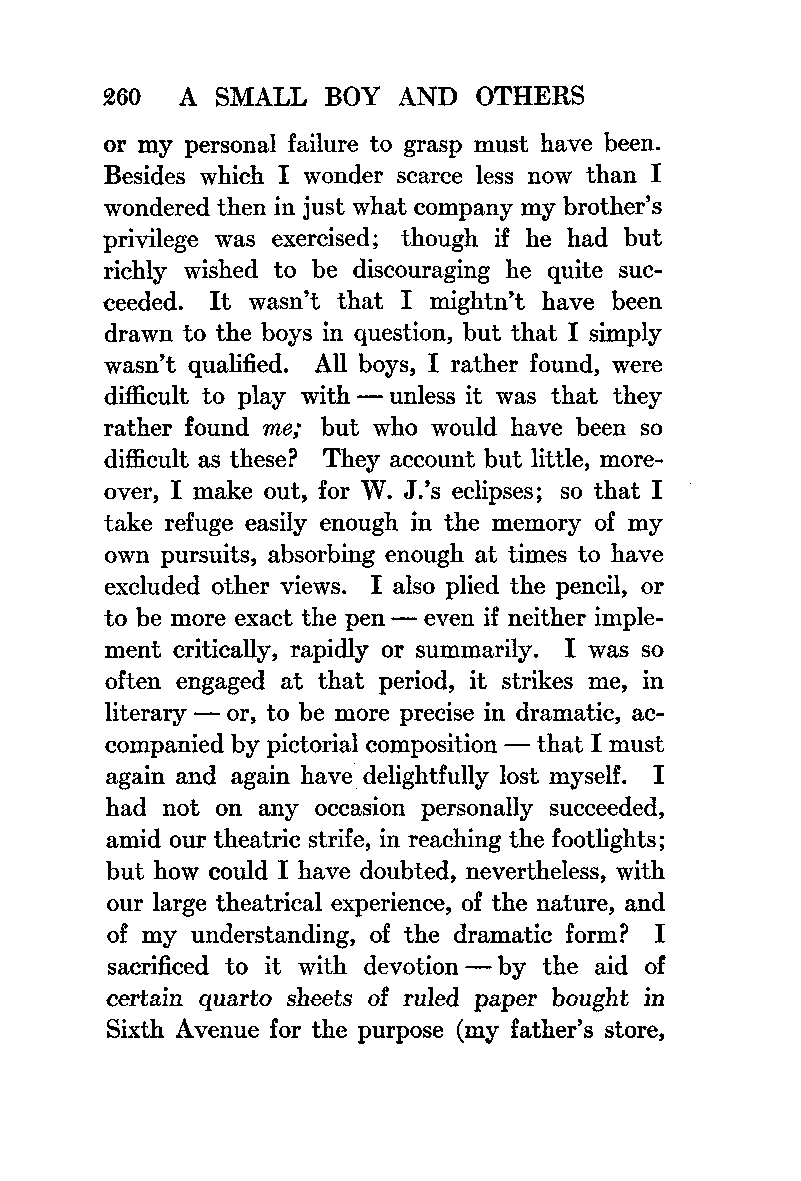 260 A SMALL BOY AND OTHERS
or my personal failure to grasp must have been.
Besides which I wonder scarce less now than I
wondered then in just what company my brother's
privilege was exercised; though if he had but
richly wished to be discouraging he quite suc-
ceeded. It wasn't that I mightn't have been
drawn to the boys in question, but that I simply
wasn't qualified. All boys, I rather found, were
difficult to play with — unless it was that they
rather found me; but who would have been so
difficult as these? They account but little, more-
over, I make out, for W. J.'s eclipses; so that I
take refuge easily enough in the memory of my
own pursuits, absorbing enough at times to have
excluded other views. I also plied the pencil, or
to be more exact the pen — even if neither imple-
ment critically, rapidly or summarily. I was so
often engaged at that period, it strikes me, in
literary — or, to be more precise in dramatic, ac-
companied by pictorial composition — that I must
again and again have delightfully lost myself. I
had not on any occasion personally succeeded,
amid our theatric strife, in reaching the footlights;
but how could I have doubted, nevertheless, with
our large theatrical experience, of the nature, and
of my understanding, of the dramatic form? I
sacrificed to it with devotion — by the aid of
certain quarto sheets of ruled paper bought in
Sixth Avenue for the purpose (my father's store,